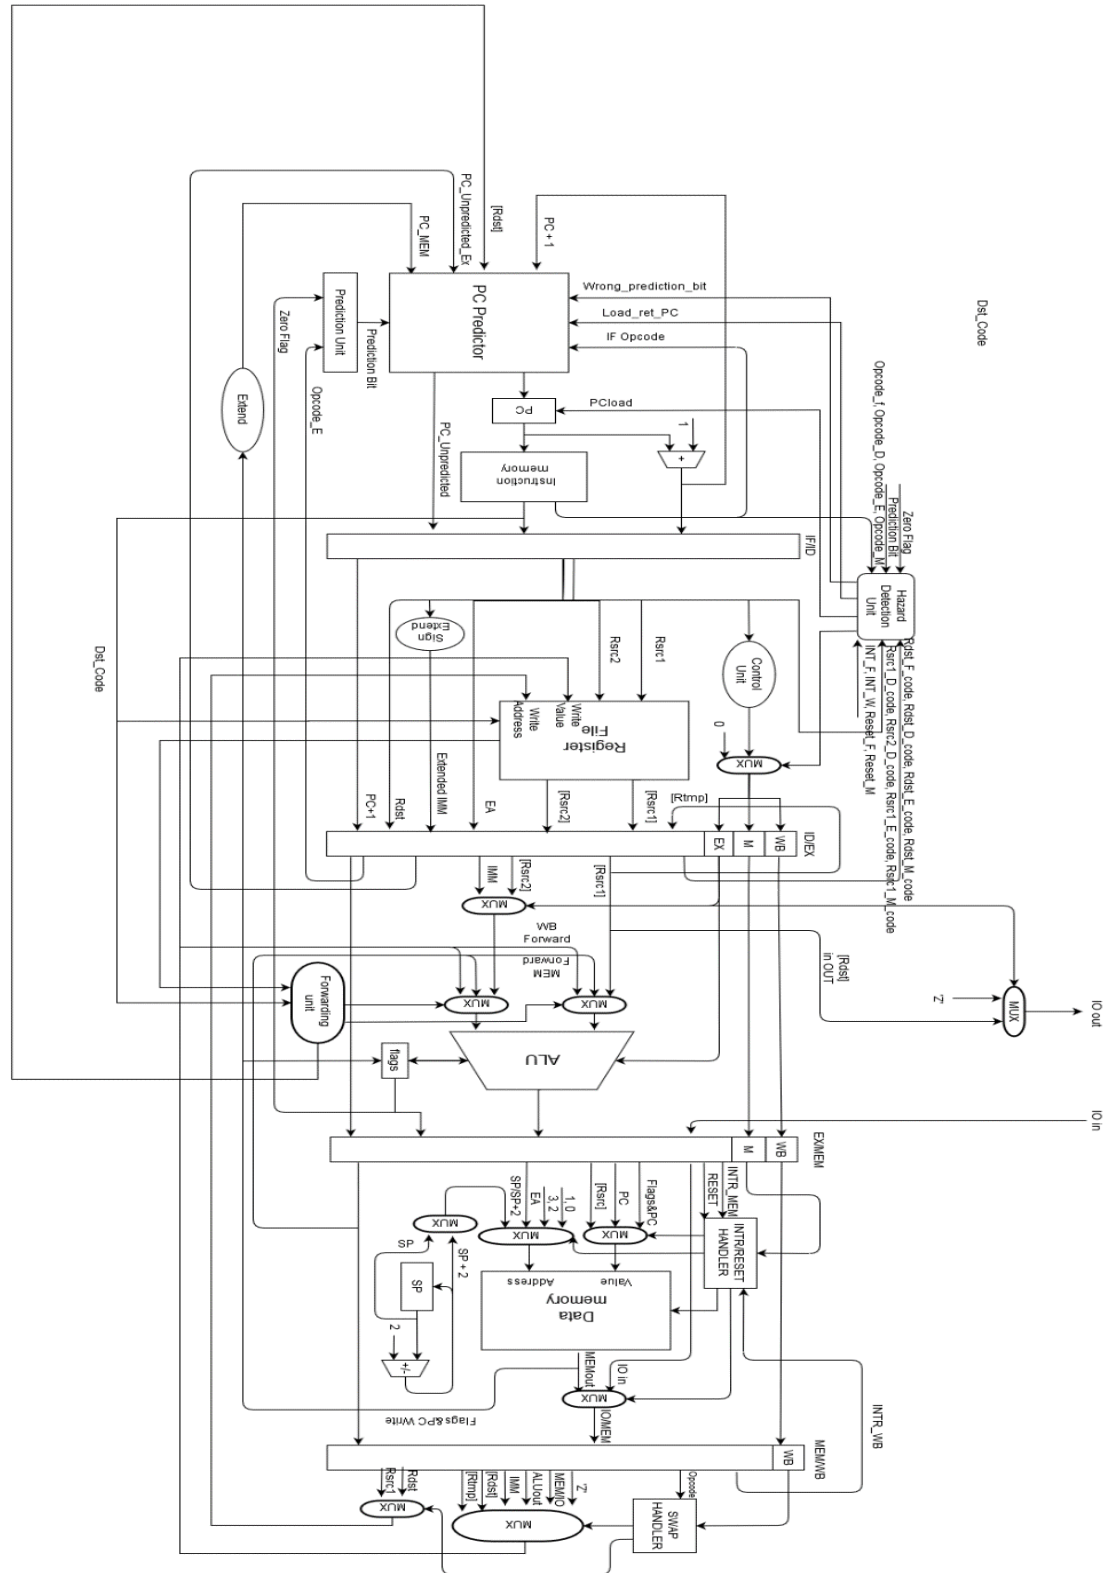 [Rdst]
PC_Unpredicted_Ex
PC_MEM
PC + 1
Wrong_prediction_bit
Load_ret_PC
IF Opcode
Dst_Code
PC Predictor
Prediction Unit
Prediction Bit
Zero Flag
Opcode_E
Extend
PC
PCload
1
+
PC_Unpredicted
Instruction
memory
Opcode_f, Opcode_D, Opcode_E, Opcode_M
Prediction Bit
Zero Flag
IF/ID
Hazard
Detection
Unit
Rdst_F_code, Rdst_D_code, Rdst_E_code, Rdst_M_code
Rsrc1_D_code, Rsrc2_D_code, Rsrc1_E_code, Rsrc1_M_code
INT_F, INT_W, Reset_F, Reset_M
Sign
Extend
Rsrc2
Rsrc1
Control
Unit
Dst_Code
Write
Address
Write
Value
Register
File
0
MUX
PC+1
Rdst
Extended IMM
EA
[Rsrc2]
[Rsrc1]
[Rtmp]
EX
M
WB
ID/EX
IMM
[Rsrc2]
[Rsrc1]
MUX
WB
Forward
MEM
Forward
[Rdst]
in OUT
'Z'
MUX
IO out
Forwarding
unit
MUX
MUX
ALU
flags
IO in
M
WB
EX/MEM
SP/SP+2
EA
3, 2
1, 0
[Rsrc]
PC
Flags&PC
RESET
INTR_MEM
MUX
MUX
MUX
INTR/RESET
HANDLER
SP
SP + 2
SP
2
+/-
Address
Value
Data
memory
MEMout
IO in
MUX
IO/MEM
Flags&PC Write
INTR_WB
WB
MEM/WB
Rsrc1
Rdst
[Rtmp]
[Rdst]
IMM
ALUout
MEM/IO
'Z'
Opcode
MUX
MUX
SWAP
HANDLER